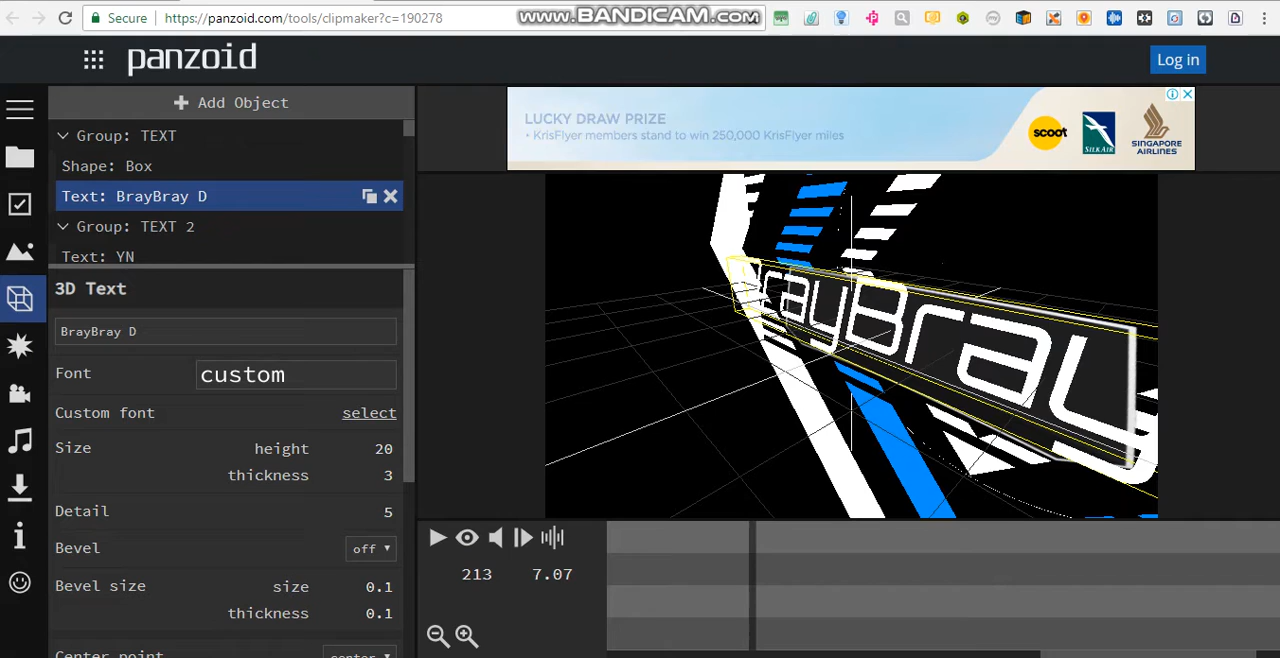 Secure
https://panzoid.com/tools/clipmaker?c=190278
www.BANDICAM.com
panzoid
Log in
Add Object
Group: TEXT
Shape: Box
Text: BrayBray D
Group: TEXT 2
Text: YN
3D Text
BrayBray D
Font custom
Custom font select
Size height 20
thickness 3
Detail 5
Bevel off
Bevel size size 0.1
thickness 0.1
Center point center
LUCKY DRAW PRIZE
• KrisFlyer members stand to win 250,000 KrisFlyer miles
scoot
SILKAIR
SINGAPORE
AIRLINES
BrayBray
213 7.07